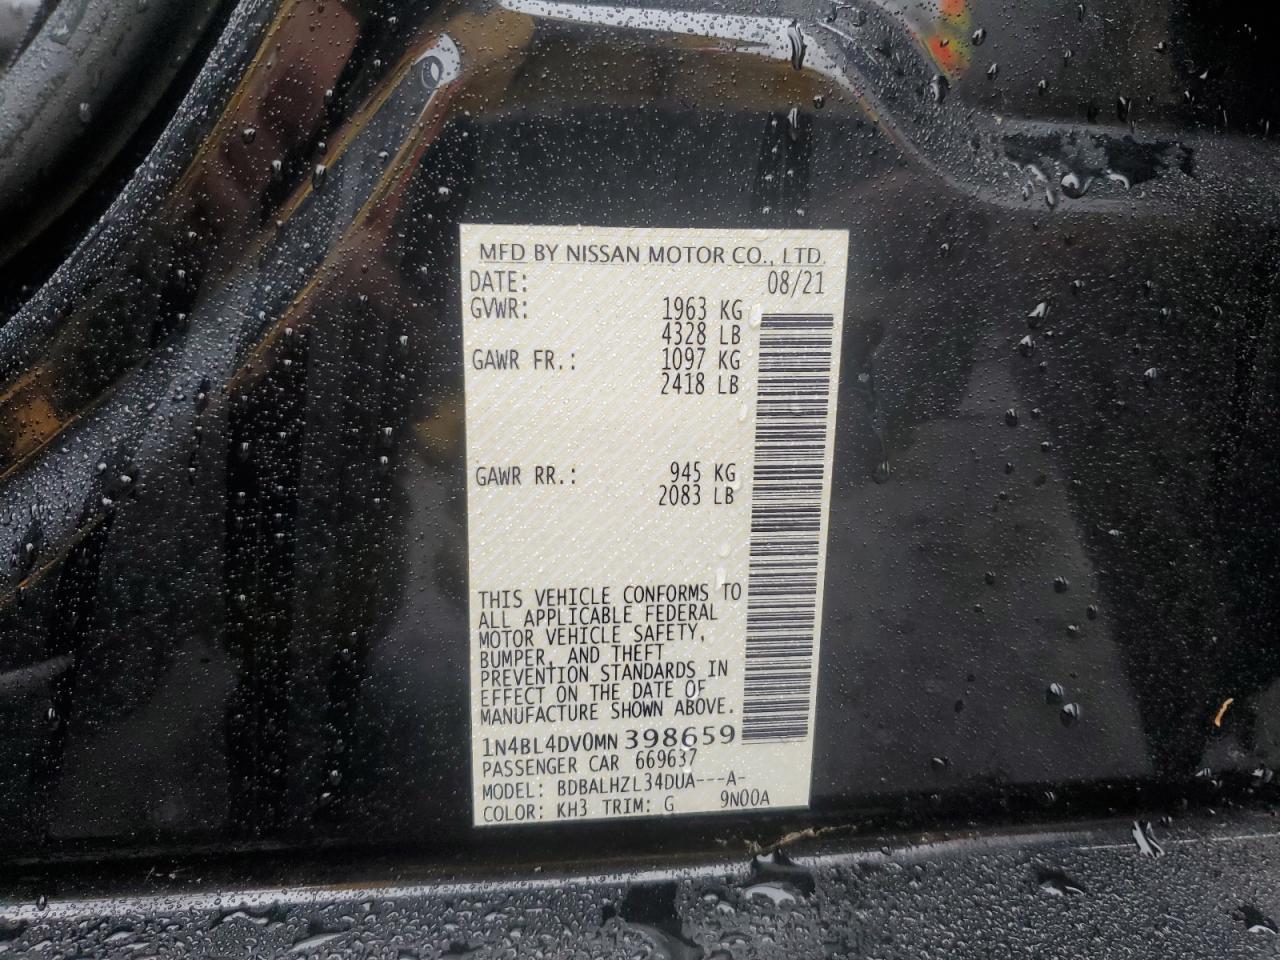 MFD BY NISSAN MOTOR CO., LTD.
DATE: 08/21
GVWR: 1963 KG
4328 LB
GAWR FR.: 1097 KG
2418 LB
GAWR RR.: 945 KG
2083 LB
THIS VEHICLE CONFORMS TO
ALL APPLICABLE FEDERAL
MOTOR VEHICLE SAFETY,
BUMPER, AND THEFT
PREVENTION STANDARDS IN
EFFECT ON THE DATE OF
MANUFACTURE SHOWN ABOVE.
1N4BL4DV0MN398659
PASSENGER CAR 669637
MODEL: BDBALHZL34DUA---A-
COLOR: KH3 TRIM: G 9N00A